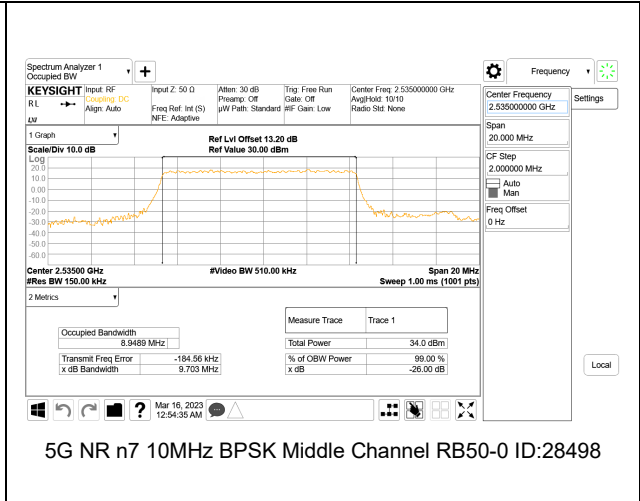 Spectrum Analyzer 1
Occupied BW
+
Frequency
KEYSIGHT
RL
Input: RF
Coupling: DC
Align: Auto
Input Z: 50 Ω
Freq Ref: Int (S)
NFE: Adaptive
Atten: 30 dB
Preamp: Off
µW Path: Standard
Trig: Free Run
Gate: Off
#IF Gain: Low
Center Freq: 2.535000000 GHz
Avg|Hold: 10/10
Radio Std: None
Center Frequency
2.535000000 GHz
Settings
Span
20.000 MHz
CF Step
2.000000 MHz
Auto
Man
Freq Offset
0 Hz
Local
1 Graph
Scale/Div 10.0 dB
Ref Lvl Offset 13.20 dB
Ref Value 30.00 dBm
Log
20.0
10.0
0.00
-10.0
-20.0
-30.0
-40.0
-50.0
-60.0
Center 2.53500 GHz
#Video BW 510.00 kHz
Span 20 MHz
#Res BW 150.00 kHz
Sweep 1.00 ms (1001 pts)
2 Metrics
Measure Trace Trace 1
Occupied Bandwidth
8.9489 MHz
Total Power 34.0 dBm
Transmit Freq Error -184.56 kHz
% of OBW Power 99.00 %
x dB Bandwidth 9.703 MHz
x dB -26.00 dB
?
Mar 16, 2023
12:54:35 AM
5G NR n7 10MHz BPSK Middle Channel RB50-0 ID:28498